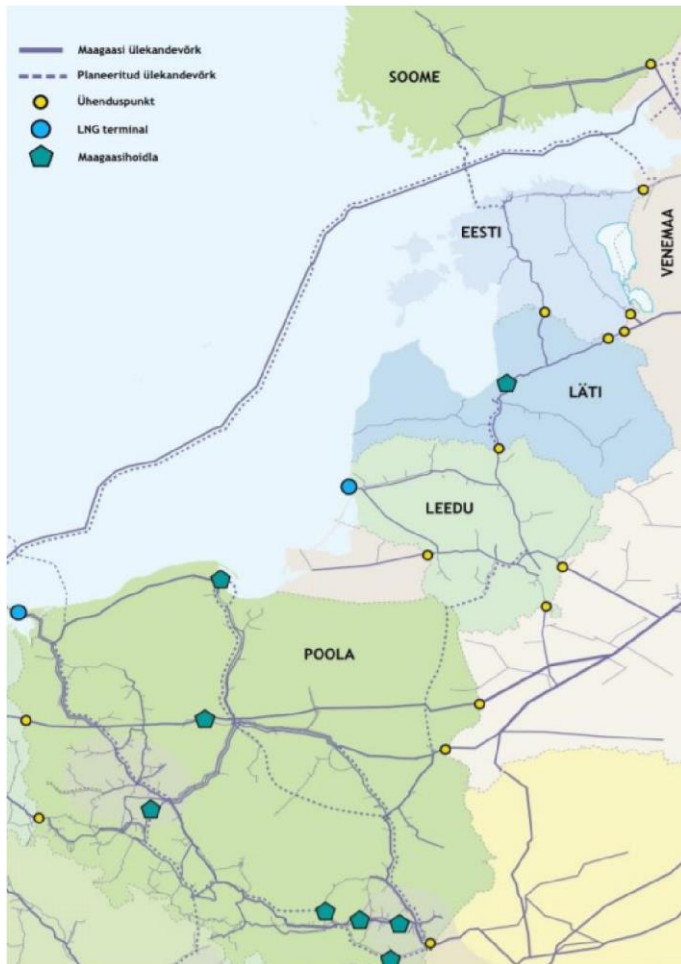 Maagaasi ülekandevõrk
Planeeritud ülekandevõrk
Ühenduspunkt
LNG terminal
Maagaasihoidla
SOOME
EESTI
VENEMAA
LÄTI
LEEDU
POOLA